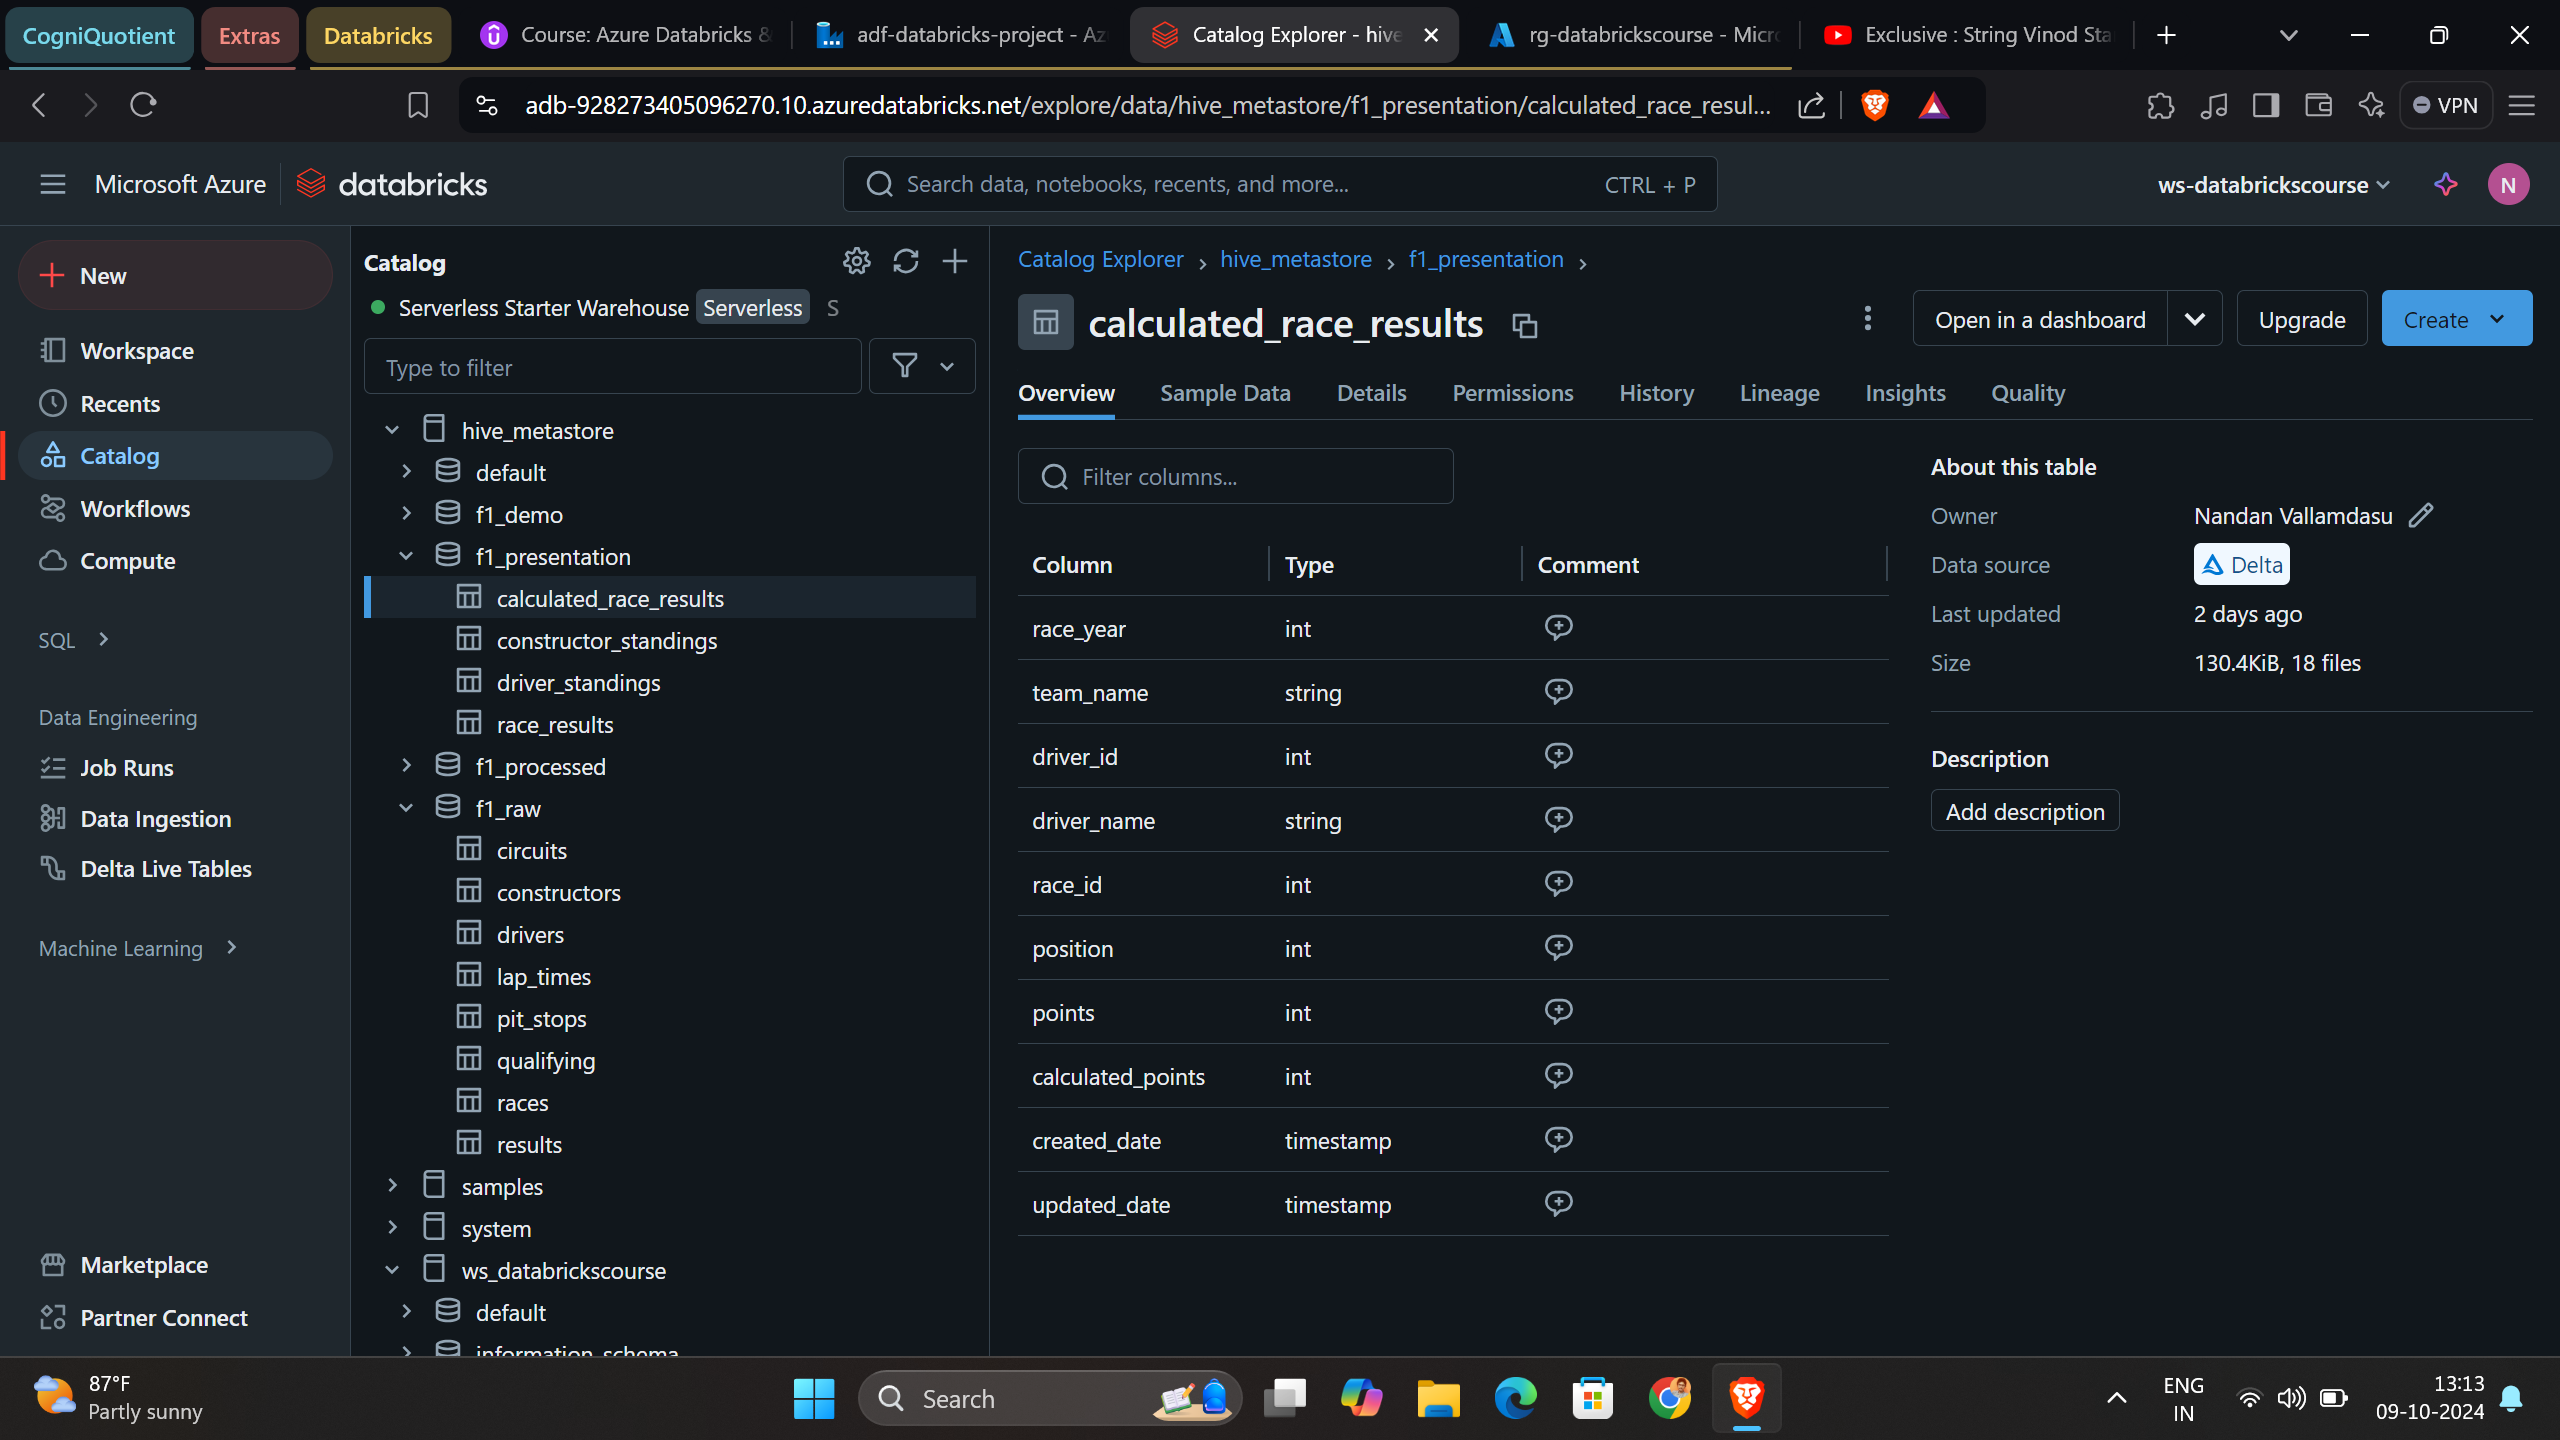 CogniQuotient
Extras
Databricks
Course: Azure Databricks &
adf-databricks-project - Az
Catalog Explorer - hive
rg-databrickscourse - Micro
Exclusive : String Vinod Sta
adb-928273405096270.10.azuredatabricks.net/explore/data/hive_metastore/f1_presentation/calculated_race_resul...
VPN
Microsoft Azure
databricks
Search data, notebooks, recents, and more...
CTRL + P
ws-databrickscourse
N
New
Workspace
Recents
Catalog
Workflows
Compute
SQL
Data Engineering
Job Runs
Data Ingestion
Delta Live Tables
Machine Learning
Marketplace
Partner Connect
Catalog
Serverless Starter Warehouse Serverless S
Type to filter
hive_metastore
default
f1_demo
f1_presentation
calculated_race_results
constructor_standings
driver_standings
race_results
f1_processed
f1_raw
circuits
constructors
drivers
lap_times
pit_stops
qualifying
races
results
samples
system
ws_databrickscourse
default
information_schema
Catalog Explorer > hive_metastore > f1_presentation >
calculated_race_results
Open in a dashboard
Upgrade
Create
Overview Sample Data Details Permissions History Lineage Insights Quality
Filter columns...
Column Type Comment
race_year int
team_name string
driver_id int
driver_name string
race_id int
position int
points int
calculated_points int
created_date timestamp
updated_date timestamp
About this table
Owner Nandan Vallamdasu
Data source Delta
Last updated 2 days ago
Size 130.4KiB, 18 files
Description
Add description
87°F
Partly sunny
Search
ENG
IN
13:13
09-10-2024